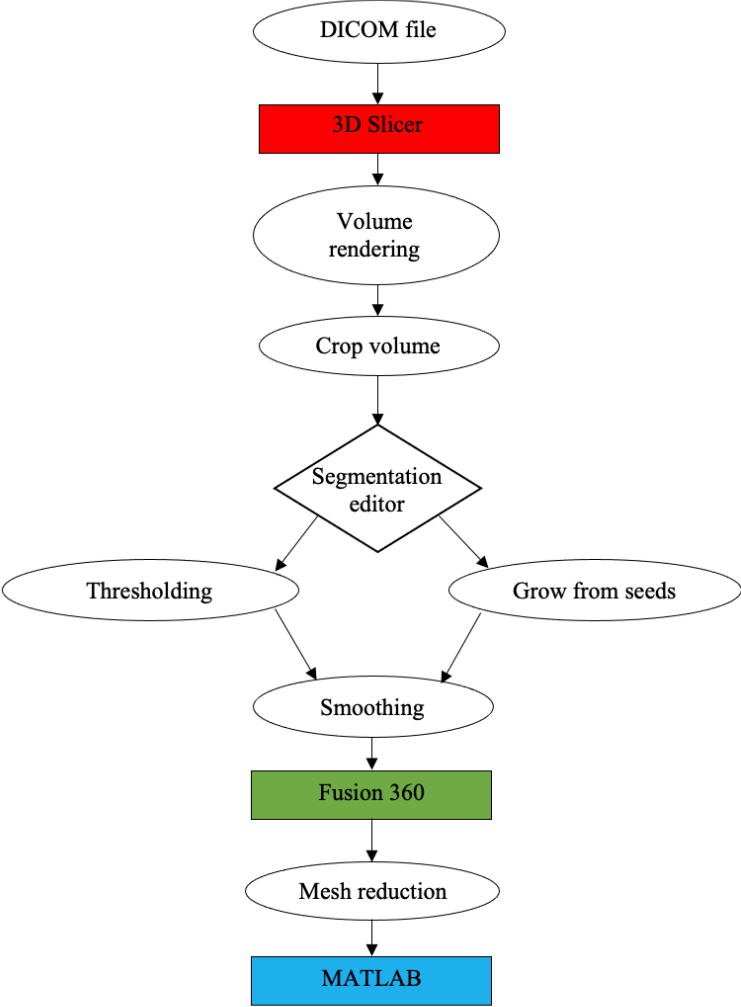 DICOM file
3D Slicer
Volume
rendering
Crop volume
Segmentation
editor
Thresholding
Grow from seeds
Smoothing
Fusion 360
Mesh reduction
MATLAB